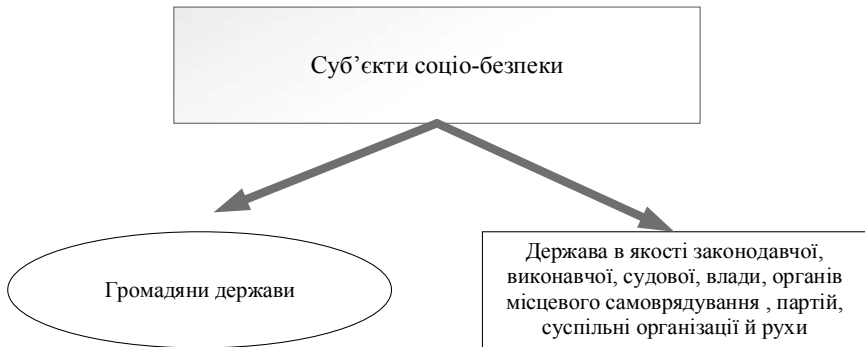 Суб’єкти соціо-безпеки
Громадяни держави
Держава в якості законодавчої,
виконавчої, судової, влади, органів
місцевого самоврядування , партій,
суспільні організації й рухи